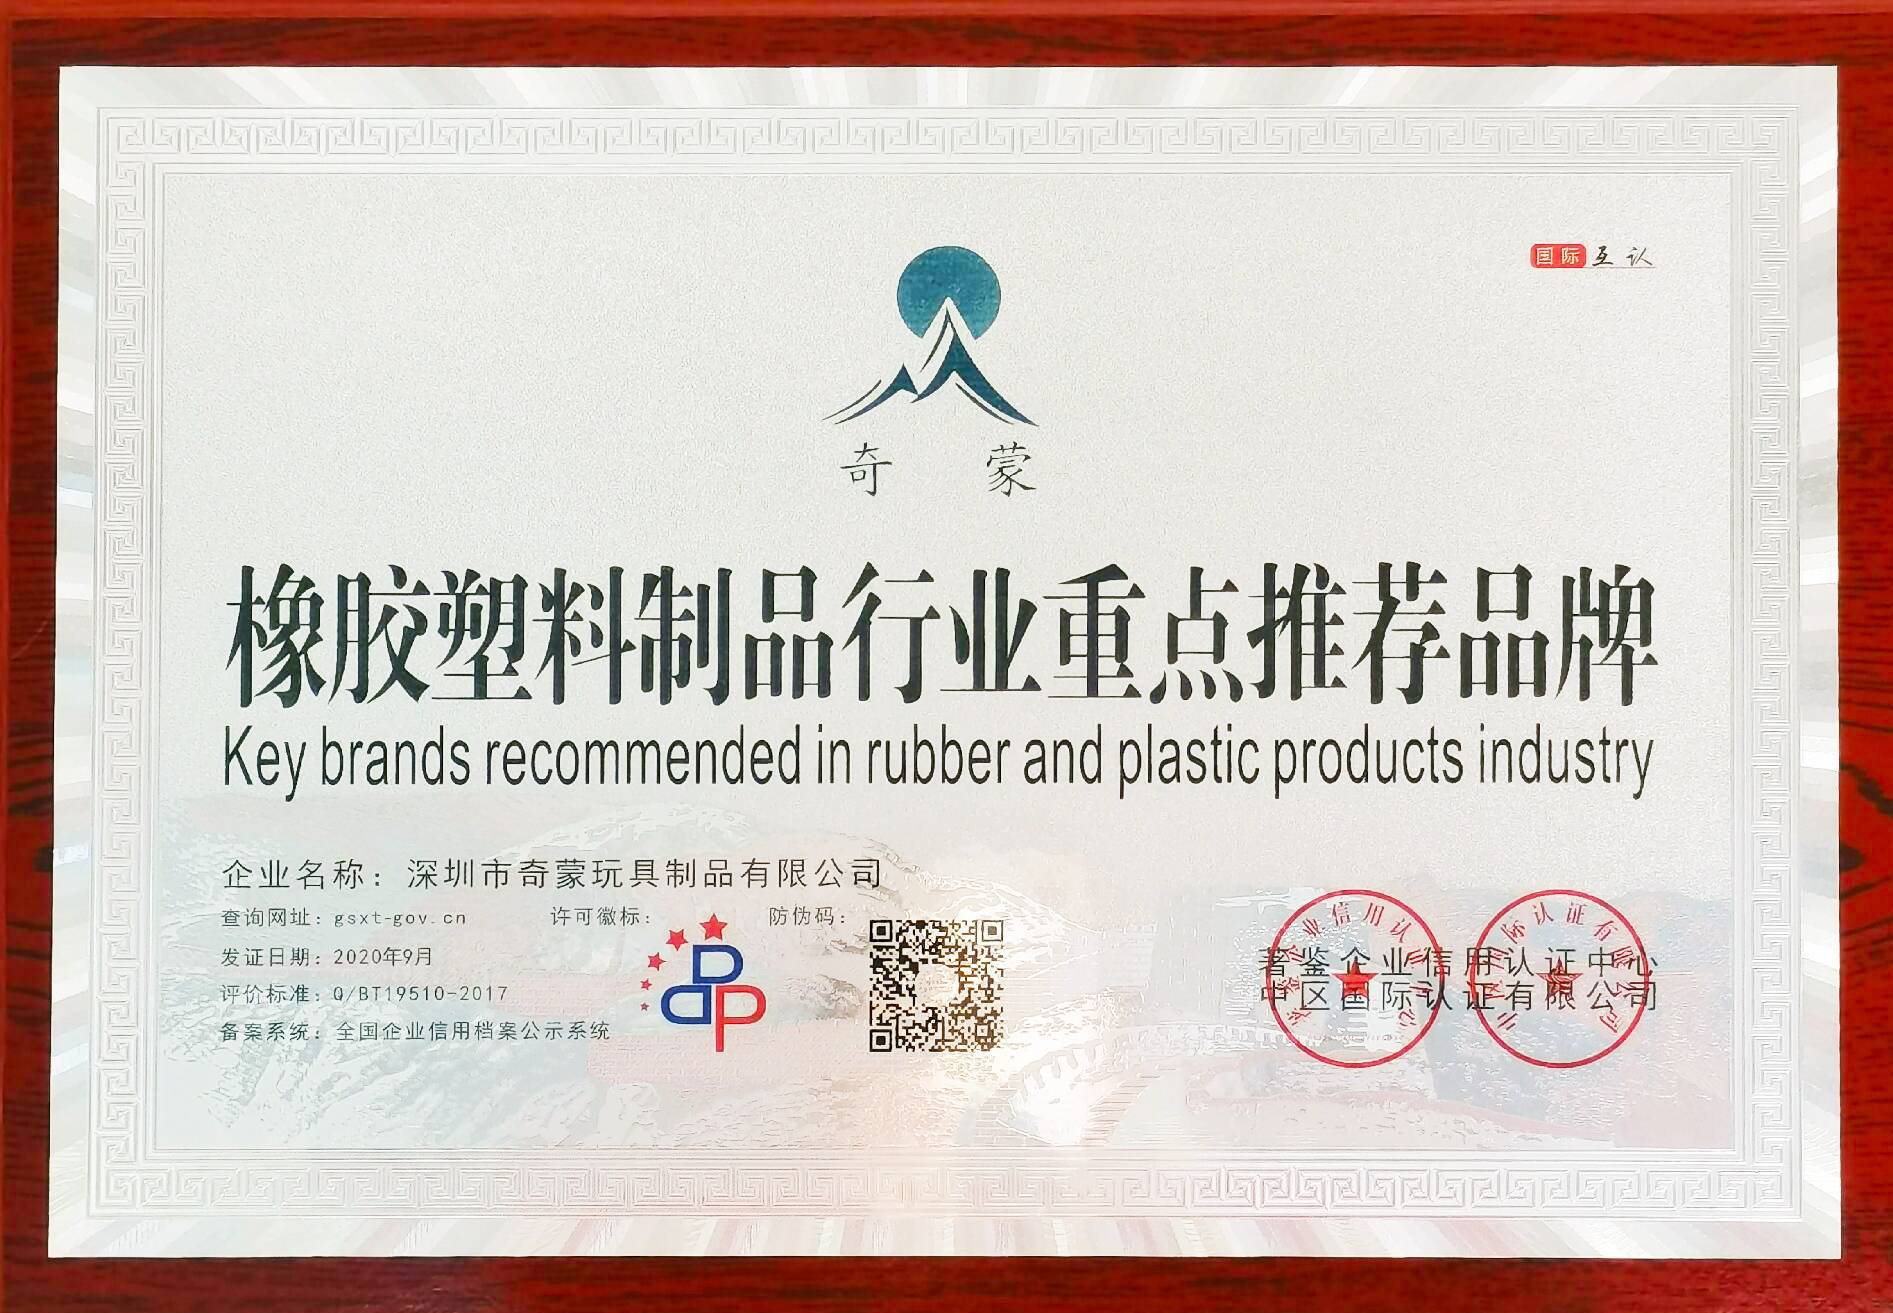 国际互认
奇蒙
橡胶塑料制品行业重点推荐品牌
Key brands recommended in rubber and plastic products industry
企业名称：深圳市奇蒙玩具制品有限公司
查询网址：gsxt-gov.cn 许可徽标： 防伪码：
发证日期：2020年9月
评价标准：Q/BT19510-2017
备案系统：全国企业信用档案公示系统
著鉴企业信用认证中心
中区国际认证有限公司